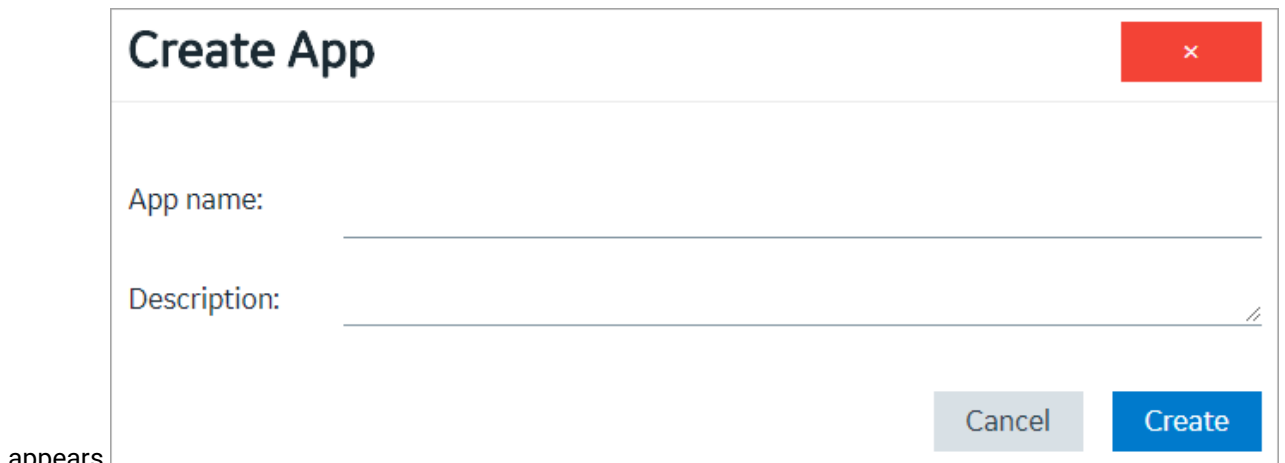 Create App
×
App name:
Description:
Cancel Create
appears